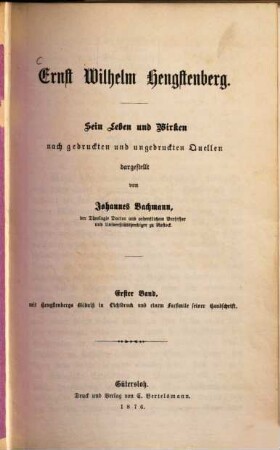 Ernst Wilhelm Hengstenberg.
Sein Leben und Wirken
nach gedruckten und ungedruckten Quellen
dargestellt
von
Johannes Bachmann,
der Theologie Doctor und ordentlichem Professor
und Universitätsprediger zu Rostock.
Erster Band,
mit Hengstenbergs Bildniß in Lichtdruck und einem Facsimile seiner Handschrift.
Gütersloh,
Druck und Verlag von C. Bertelsmann.
1876.